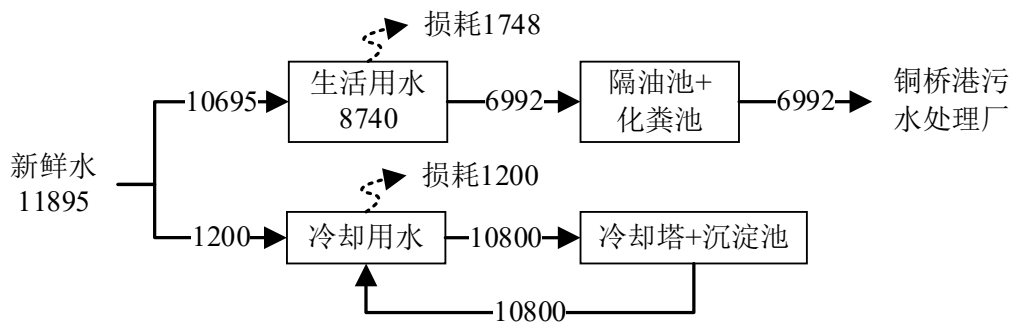 损耗1748
10695
生活用水
8740
6992
隔油池+
化粪池
6992
铜桥港污
水处理厂
新鲜水
11895
损耗1200
1200
冷却用水
10800
冷却塔+沉淀池
10800